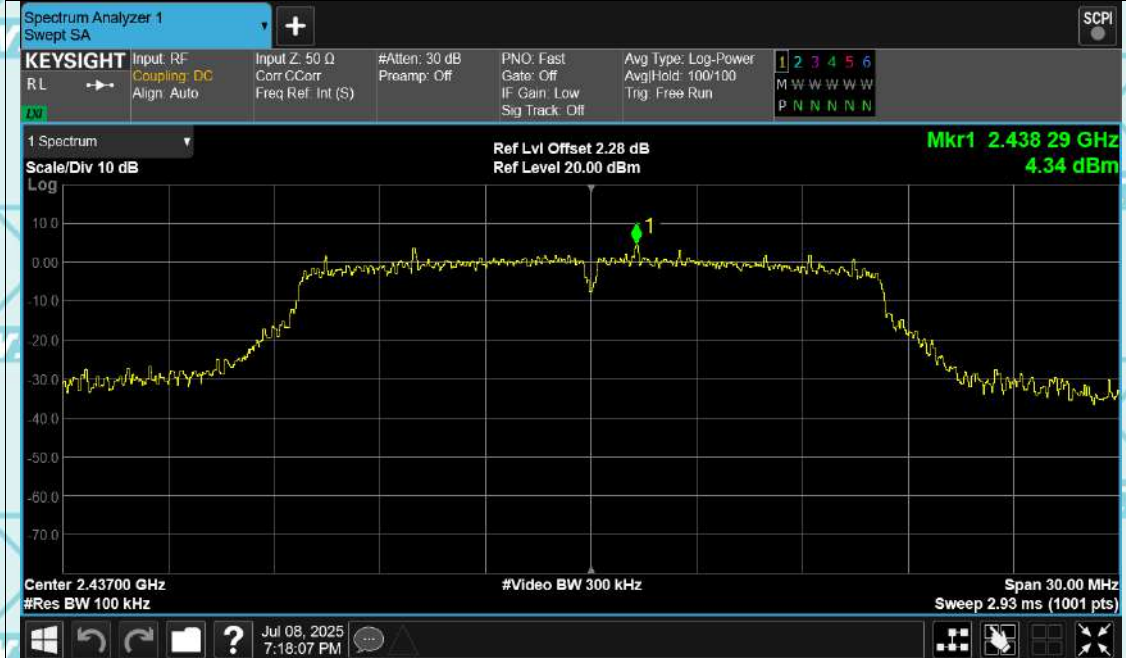 Spectrum Analyzer 1
Swept SA
+
SCPI
KEYSIGHT Input: RF Input Z: 50 Ω #Atten: 30 dB PNO: Fast Avg Type: Log-Power 1 2 3 4 5 6
RL Coupling: DC Corr CCorr Preamp: Off Gate: Off Avg|Hold: 100/100 M W W W W W
Align: Auto Freq Ref: Int (S) IF Gain: Low Trig: Free Run
LXI Sig Track: Off P N N N N N
1 Spectrum Ref Lvl Offset 2.28 dB Mkr1 2.438 29 GHz
Scale/Div 10 dB Ref Level 20.00 dBm 4.34 dBm
Log
10.0
1
0.00
-10.0
-20.0
-30.0
-40.0
-50.0
-60.0
-70.0
Center 2.43700 GHz #Video BW 300 kHz Span 30.00 MHz
#Res BW 100 kHz Sweep 2.93 ms (1001 pts)
? Jul 08, 2025
7:18:07 PM